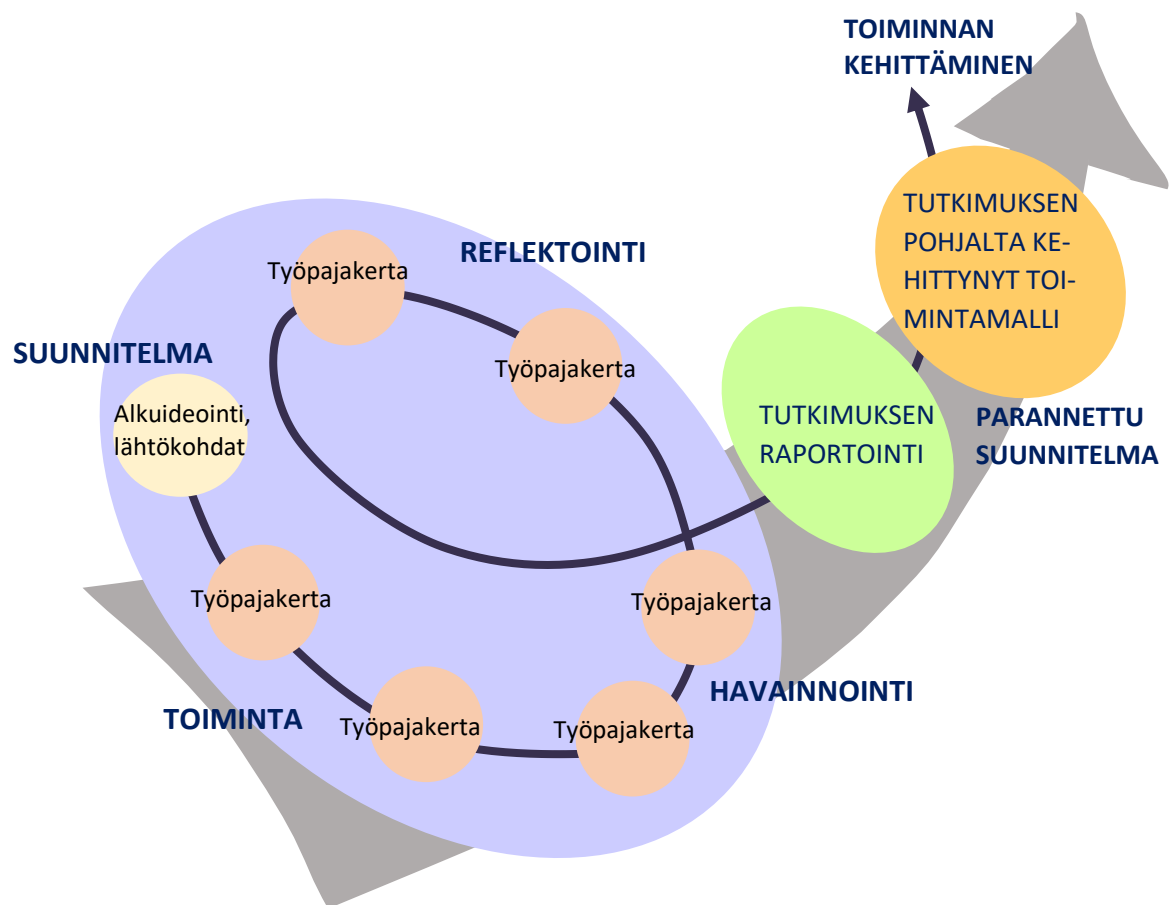 TOIMINNAN
KEHITTÄMINEN
TUTKIMUKSEN
POHJALTA KE-
HITTYNYT TOI-
MINTAMALLI
REFLEKTOINTI
Työpajakerta
SUUNNITELMA
Työpajakerta
Alkuideointi,
lähtökohdat
TUTKIMUKSEN
RAPORTOINTI
PARANNETTU
SUUNNITELMA
Työpajakerta
Työpajakerta
HAVAINNOINTI
TOIMINTA
Työpajakerta
Työpajakerta